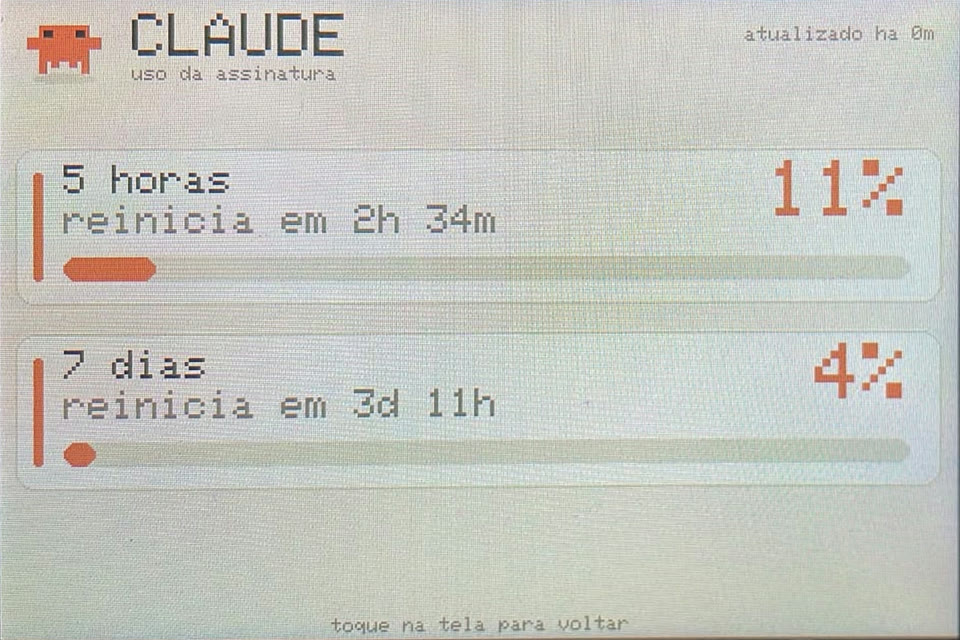 CLAUDE
uso da assinatura
atualizado ha 0m
5 horas
11%
reinicia em 2h 34m
7 dias
4%
reinicia em 3d 11h
toque na tela para voltar